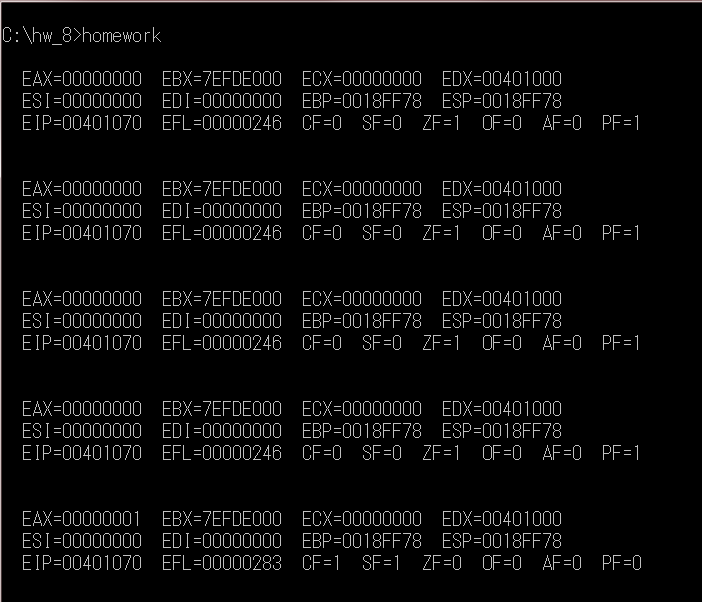 C:\hw_8>homework
EAX=00000000 EBX=7EFDE000 ECX=00000000 EDX=00401000
ESI=00000000 EDI=00000000 EBP=0018FF78 ESP=0018FF78
EIP=00401070 EFL=00000246 CF=0 SF=0 ZF=1 OF=0 AF=0 PF=1
EAX=00000000 EBX=7EFDE000 ECX=00000000 EDX=00401000
ESI=00000000 EDI=00000000 EBP=0018FF78 ESP=0018FF78
EIP=00401070 EFL=00000246 CF=0 SF=0 ZF=1 OF=0 AF=0 PF=1
EAX=00000000 EBX=7EFDE000 ECX=00000000 EDX=00401000
ESI=00000000 EDI=00000000 EBP=0018FF78 ESP=0018FF78
EIP=00401070 EFL=00000246 CF=0 SF=0 ZF=1 OF=0 AF=0 PF=1
EAX=00000000 EBX=7EFDE000 ECX=00000000 EDX=00401000
ESI=00000000 EDI=00000000 EBP=0018FF78 ESP=0018FF78
EIP=00401070 EFL=00000246 CF=0 SF=0 ZF=1 OF=0 AF=0 PF=1
EAX=00000001 EBX=7EFDE000 ECX=00000000 EDX=00401000
ESI=00000000 EDI=00000000 EBP=0018FF78 ESP=0018FF78
EIP=00401070 EFL=00000283 CF=1 SF=1 ZF=0 OF=0 AF=0 PF=0